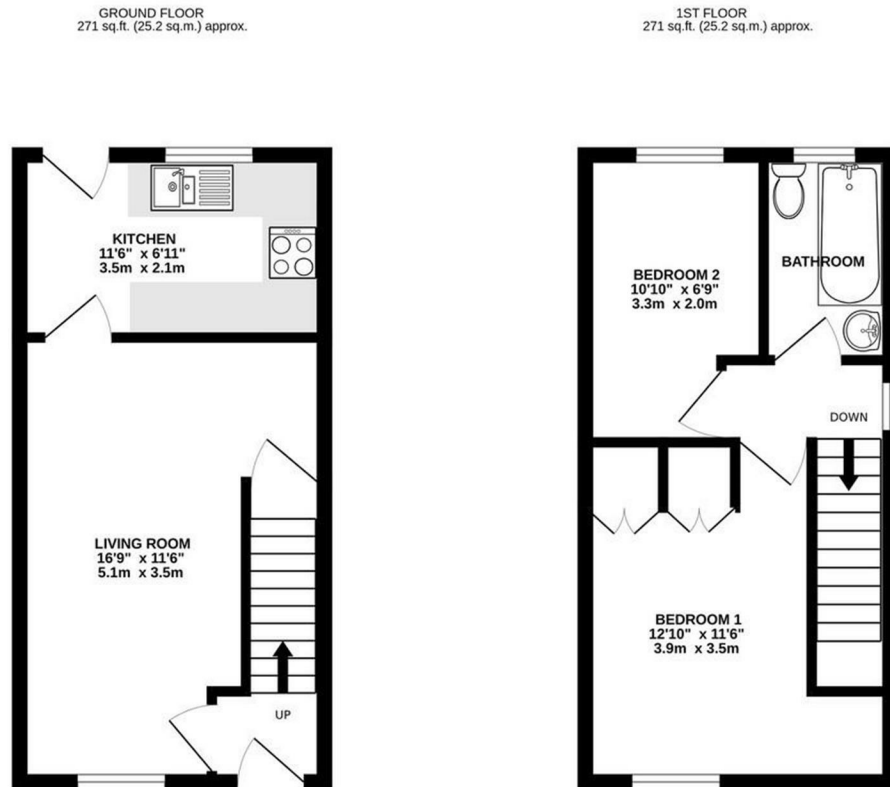 GROUND FLOOR
271 sq.ft. (25.2 sq.m.) approx.
KITCHEN
11'6" x 6'11"
3.5m x 2.1m
LIVING ROOM
16'9" x 11'6"
5.1m x 3.5m
UP
1ST FLOOR
271 sq.ft. (25.2 sq.m.) approx.
BEDROOM 2
10'10" x 6'9"
3.3m x 2.0m
BATHROOM
DOWN
BEDROOM 1
12'10" x 11'6"
3.9m x 3.5m